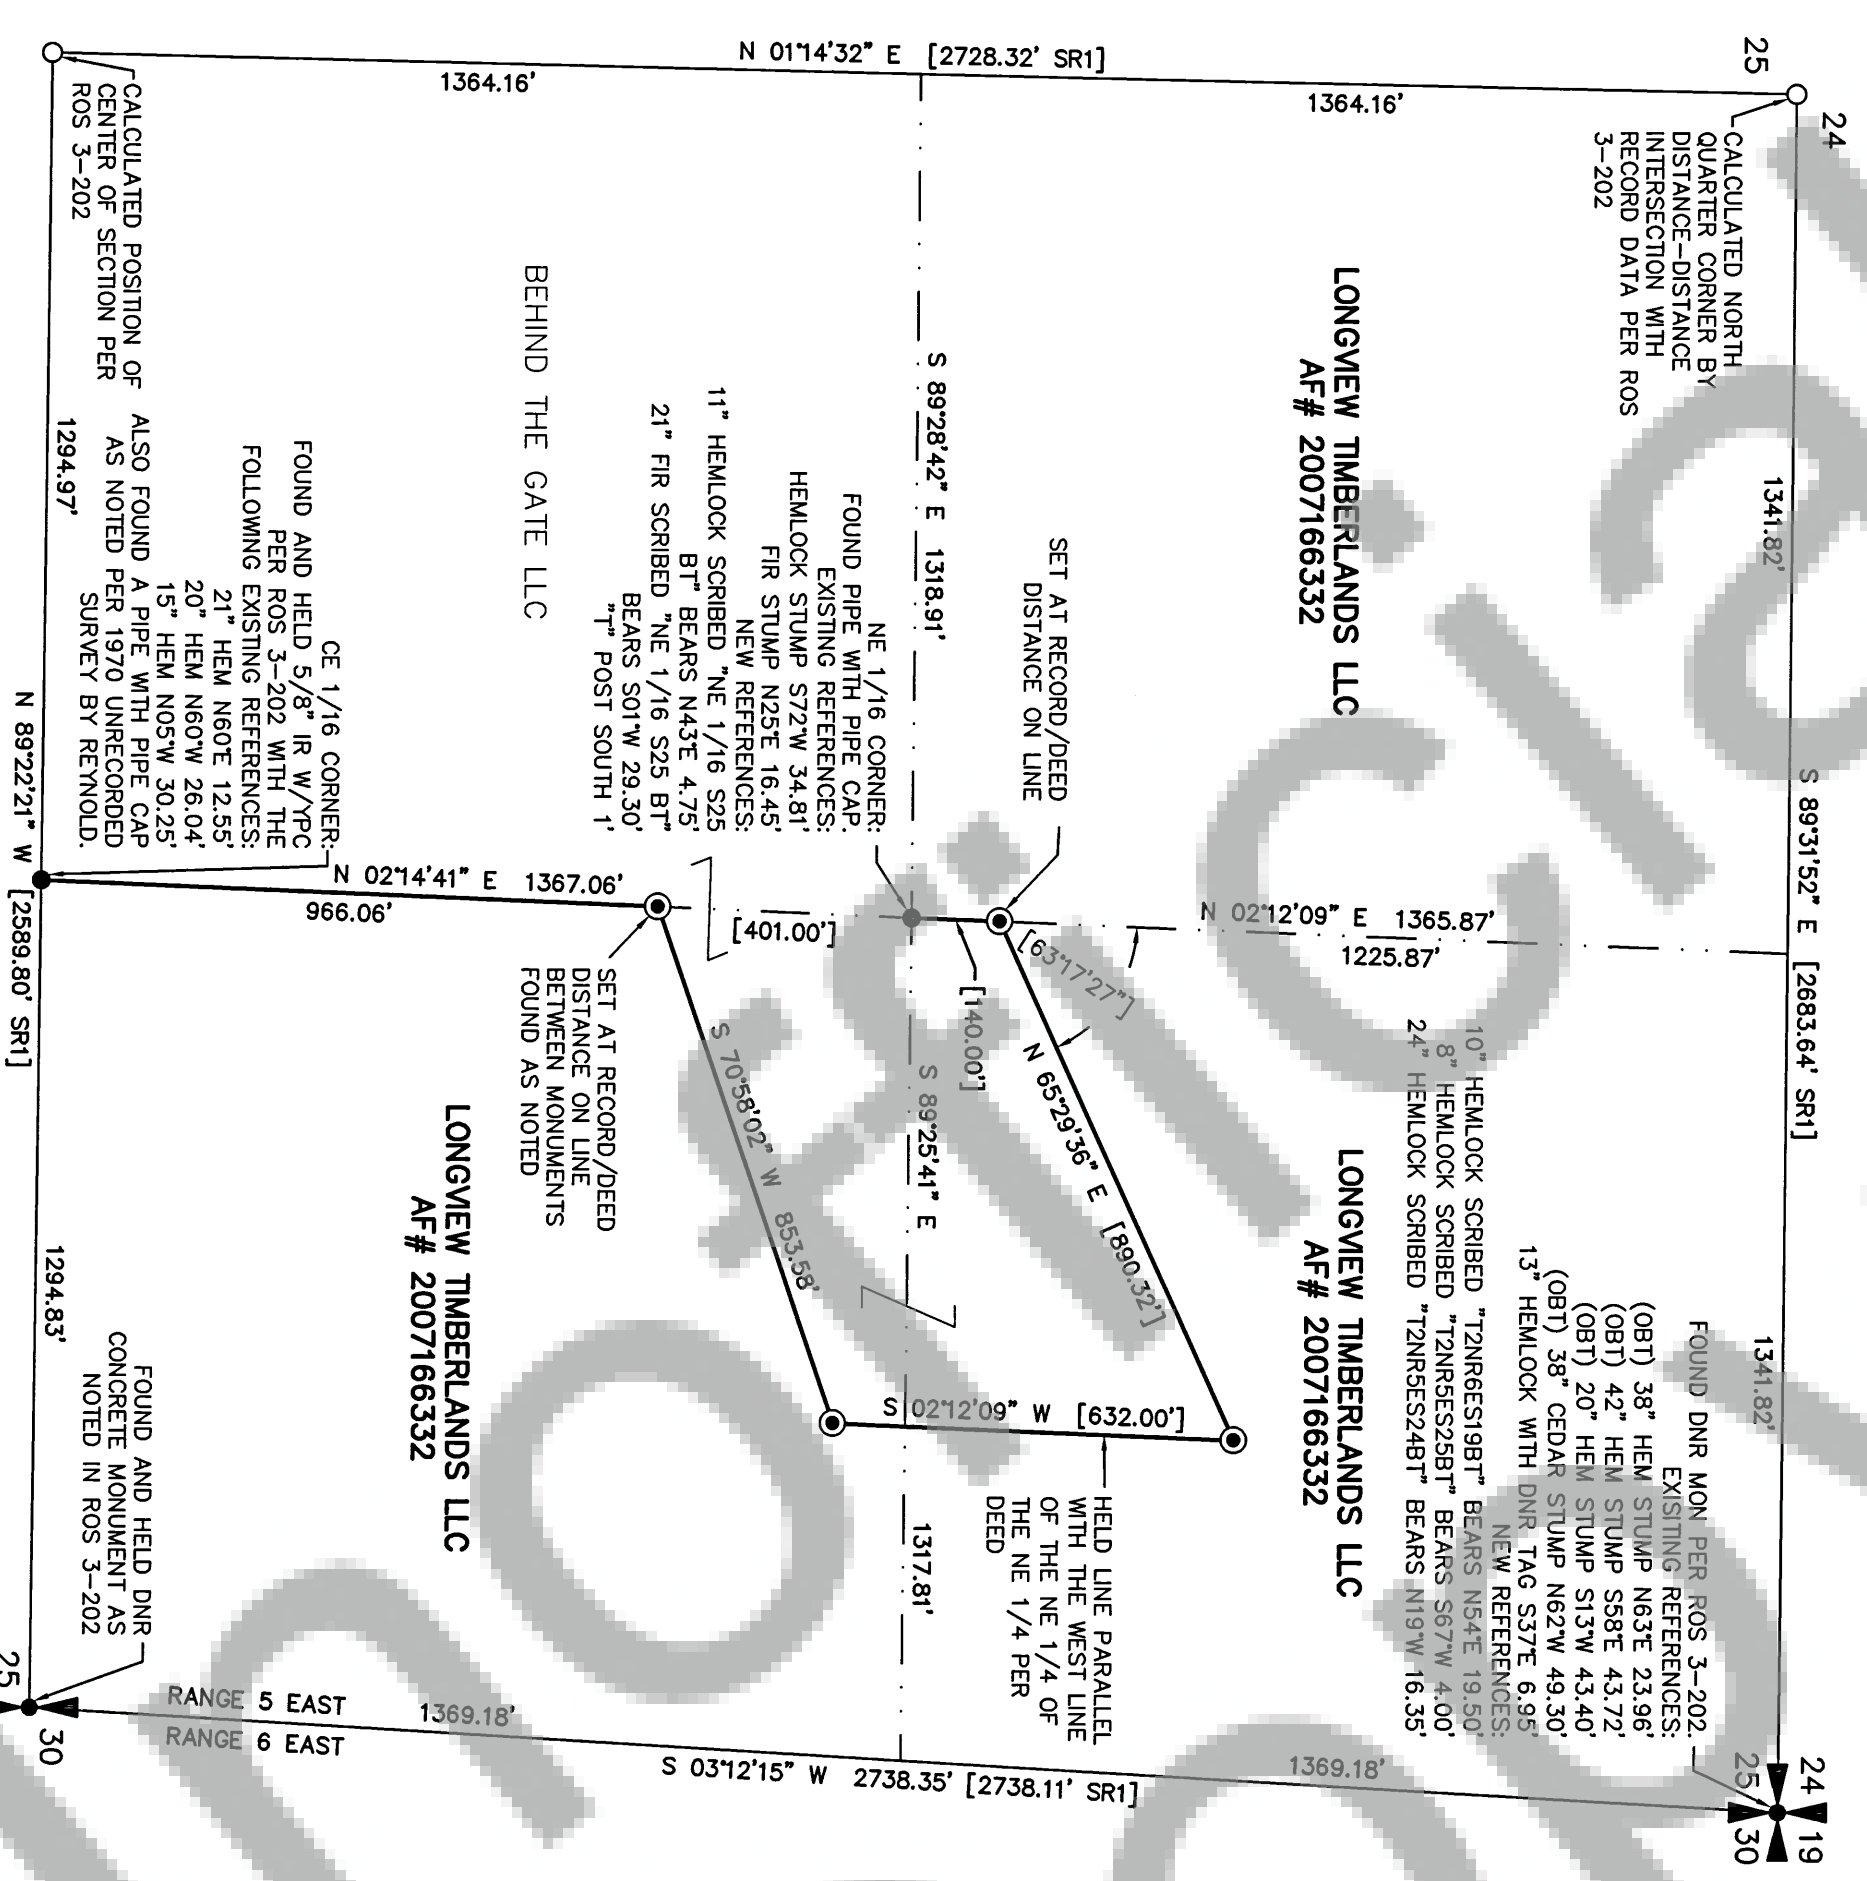 25
24
CALCULATED NORTH
QUARTER CORNER BY
DISTANCE–DISTANCE
INTERSECTION WITH
RECORD DATA PER ROS
3–202
1341.82'
S 89°31'52" E [2683.64' SR1]
1341.82'
24
19
25
30
FOUND DNR MON PER ROS 3–202.
EXISITING REFERENCES:
(OBT) 38" HEM STUMP N63°E 23.96'
(OBT) 42" HEM STUMP S58°E 43.72'
(OBT) 20" HEM STUMP S13°W 43.40'
(OBT) 38" CEDAR STUMP N62°W 49.30'
13" HEMLOCK WITH DNR TAG S37°E 6.95'
NEW REFERENCES:
10" HEMLOCK SCRIBED "T2NR6ES19BT" BEARS N54°E 19.50'
8" HEMLOCK SCRIBED "T2NR5ES25BT" BEARS S67°W 4.00'
24" HEMLOCK SCRIBED "T2NR5ES24BT" BEARS N19°W 16.35'
LONGVIEW TIMBERLANDS LLC
AF# 2007166332
LONGVIEW TIMBERLANDS LLC
AF# 2007166332
N 01°14'32" E [2728.32' SR1]
1364.16'
1364.16'
N 02°12'09" E 1365.87'
1225.87'
SET AT RECORD/DEED
DISTANCE ON LINE
[63°17'27"]
[140.00']
N 65°29'36" E [890.32']
HELD LINE PARALLEL
WITH THE WEST LINE
OF THE NE 1/4 OF
THE NE 1/4 PER
DEED
S 02°12'09" W [632.00']
S 89°28'42" E 1318.91'
S 89°25'41" E
1317.81'
NE 1/16 CORNER:
FOUND PIPE WITH PIPE CAP.
EXISTING REFERENCES:
HEMLOCK STUMP S72°W 34.81'
FIR STUMP N25°E 16.45'
NEW REFERENCES:
11" HEMLOCK SCRIBED "NE 1/16 S25
BT" BEARS N43°E 4.75'
21" FIR SCRIBED "NE 1/16 S25 BT"
BEARS S01°W 29.30'
"T" POST SOUTH 1'
[401.00']
S 70°58'02" W 853.58'
SET AT RECORD/DEED
DISTANCE ON LINE
BETWEEN MONUMENTS
FOUND AS NOTED
BEHIND THE GATE LLC
LONGVIEW TIMBERLANDS LLC
AF# 2007166332
N 02°14'41" E 1367.06'
966.06'
CE 1/16 CORNER:
FOUND AND HELD 5/8" IR W/YPC
PER ROS 3–202 WITH THE
FOLLOWING EXISTING REFERENCES:
21" HEM N60°E 12.55'
20" HEM N60°W 26.04'
15" HEM N05°W 30.25'
ALSO FOUND A PIPE WITH PIPE CAP
AS NOTED PER 1970 UNRECORDED
SURVEY BY REYNOLD.
CALCULATED POSITION OF
CENTER OF SECTION PER
ROS 3–202
1294.97'
N 89°22'21" W [2589.80' SR1]
1294.83'
FOUND AND HELD DNR
CONCRETE MONUMENT AS
NOTED IN ROS 3–202
RANGE 5 EAST
RANGE 6 EAST
1369.18'
S 03°12'15" W 2738.35' [2738.11' SR1]
1369.18'
25
30